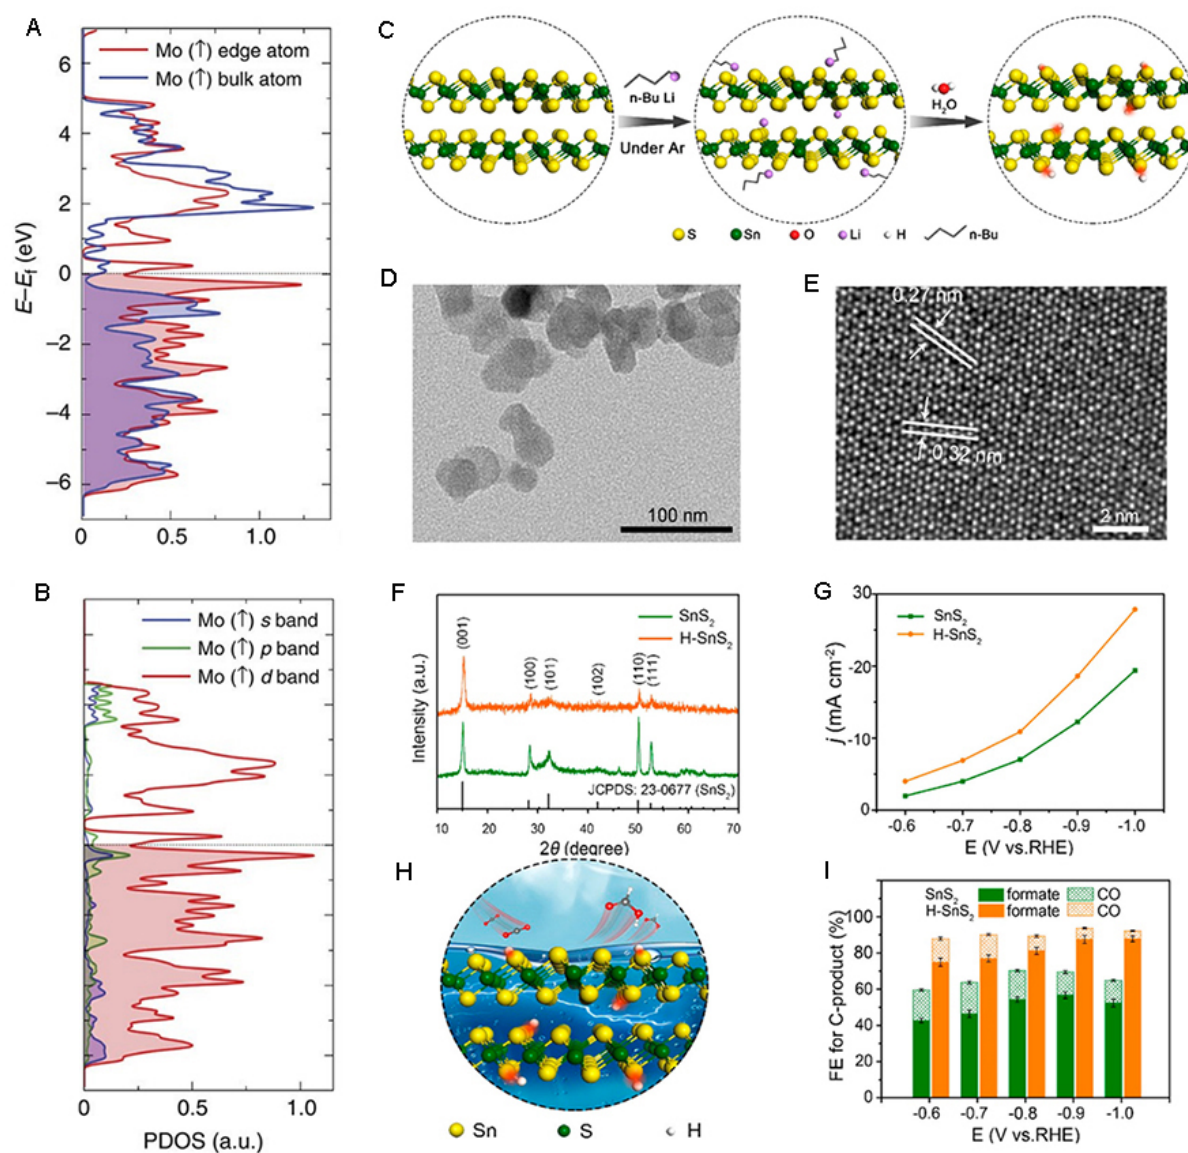 A
6
4
2
0
−2
−4
−6
E–Ef (eV)
Mo (↑) edge atom
Mo (↑) bulk atom
0
0.5
1.0
B
Mo (↑) s band
Mo (↑) p band
Mo (↑) d band
0
0.5
1.0
PDOS (a.u.)
C
n-Bu Li
Under Ar
H2O
S
Sn
O
Li
H
n-Bu
D
100 nm
E
0.27 nm
0.32 nm
2 nm
F
SnS2
H-SnS2
(001)
(100)
(101)
(102)
(110)
(111)
JCPDS: 23-0677 (SnS2)
Intensity (a.u.)
10 20 30 40 50 60 70
2θ (degree)
G
SnS2
H-SnS2
-30
-20
-10
0
j (mA cm-2)
-0.6 -0.7 -0.8 -0.9 -1.0
E (V vs.RHE)
H
Sn
S
H
I
SnS2 formate CO
H-SnS2 formate CO
100
80
60
40
20
0
FE for C-product (%)
-0.6 -0.7 -0.8 -0.9 -1.0
E (V vs.RHE)